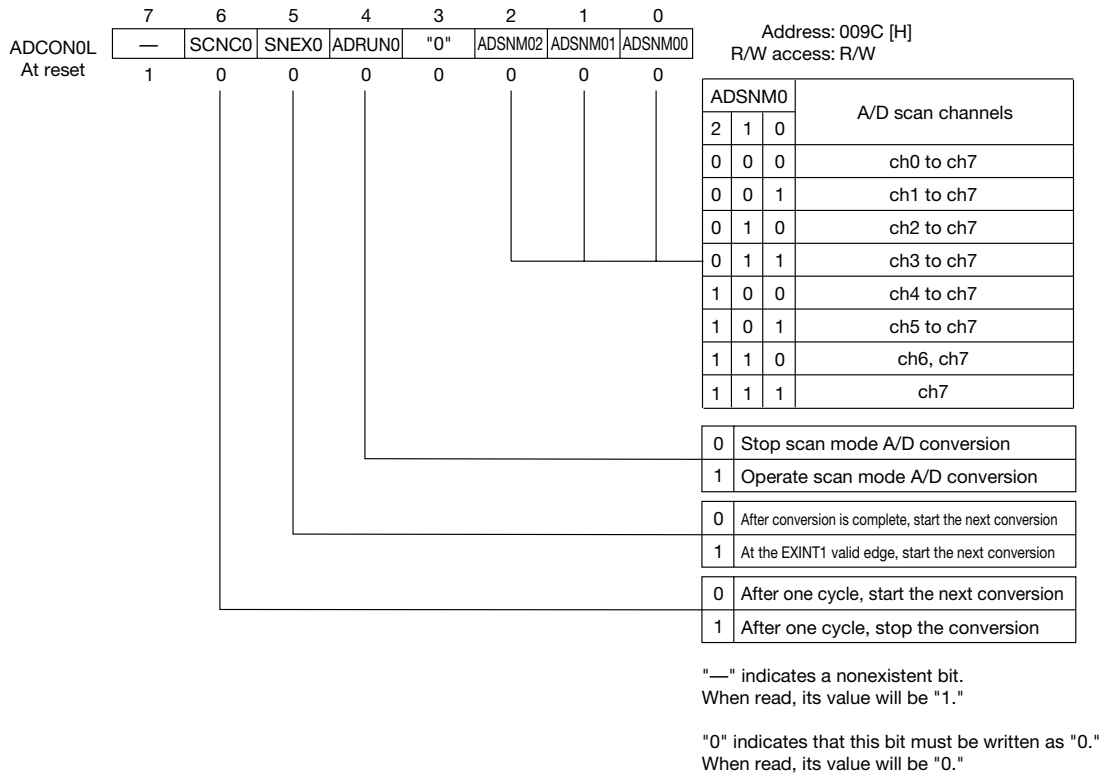 7 6 5 4 3 2 1 0
ADCON0L — SCNC0 SNEX0 ADRUN0 "0" ADSNM02 ADSNM01 ADSNM00
At reset 1 0 0 0 0 0 0 0
Address: 009C [H]
R/W access: R/W
ADSNM0 A/D scan channels
2 1 0
0 0 0 ch0 to ch7
0 0 1 ch1 to ch7
0 1 0 ch2 to ch7
0 1 1 ch3 to ch7
1 0 0 ch4 to ch7
1 0 1 ch5 to ch7
1 1 0 ch6, ch7
1 1 1 ch7
0 Stop scan mode A/D conversion
1 Operate scan mode A/D conversion
0 After conversion is complete, start the next conversion
1 At the EXINT1 valid edge, start the next conversion
0 After one cycle, start the next conversion
1 After one cycle, stop the conversion
"—" indicates a nonexistent bit.
When read, its value will be "1."
"0" indicates that this bit must be written as "0."
When read, its value will be "0."